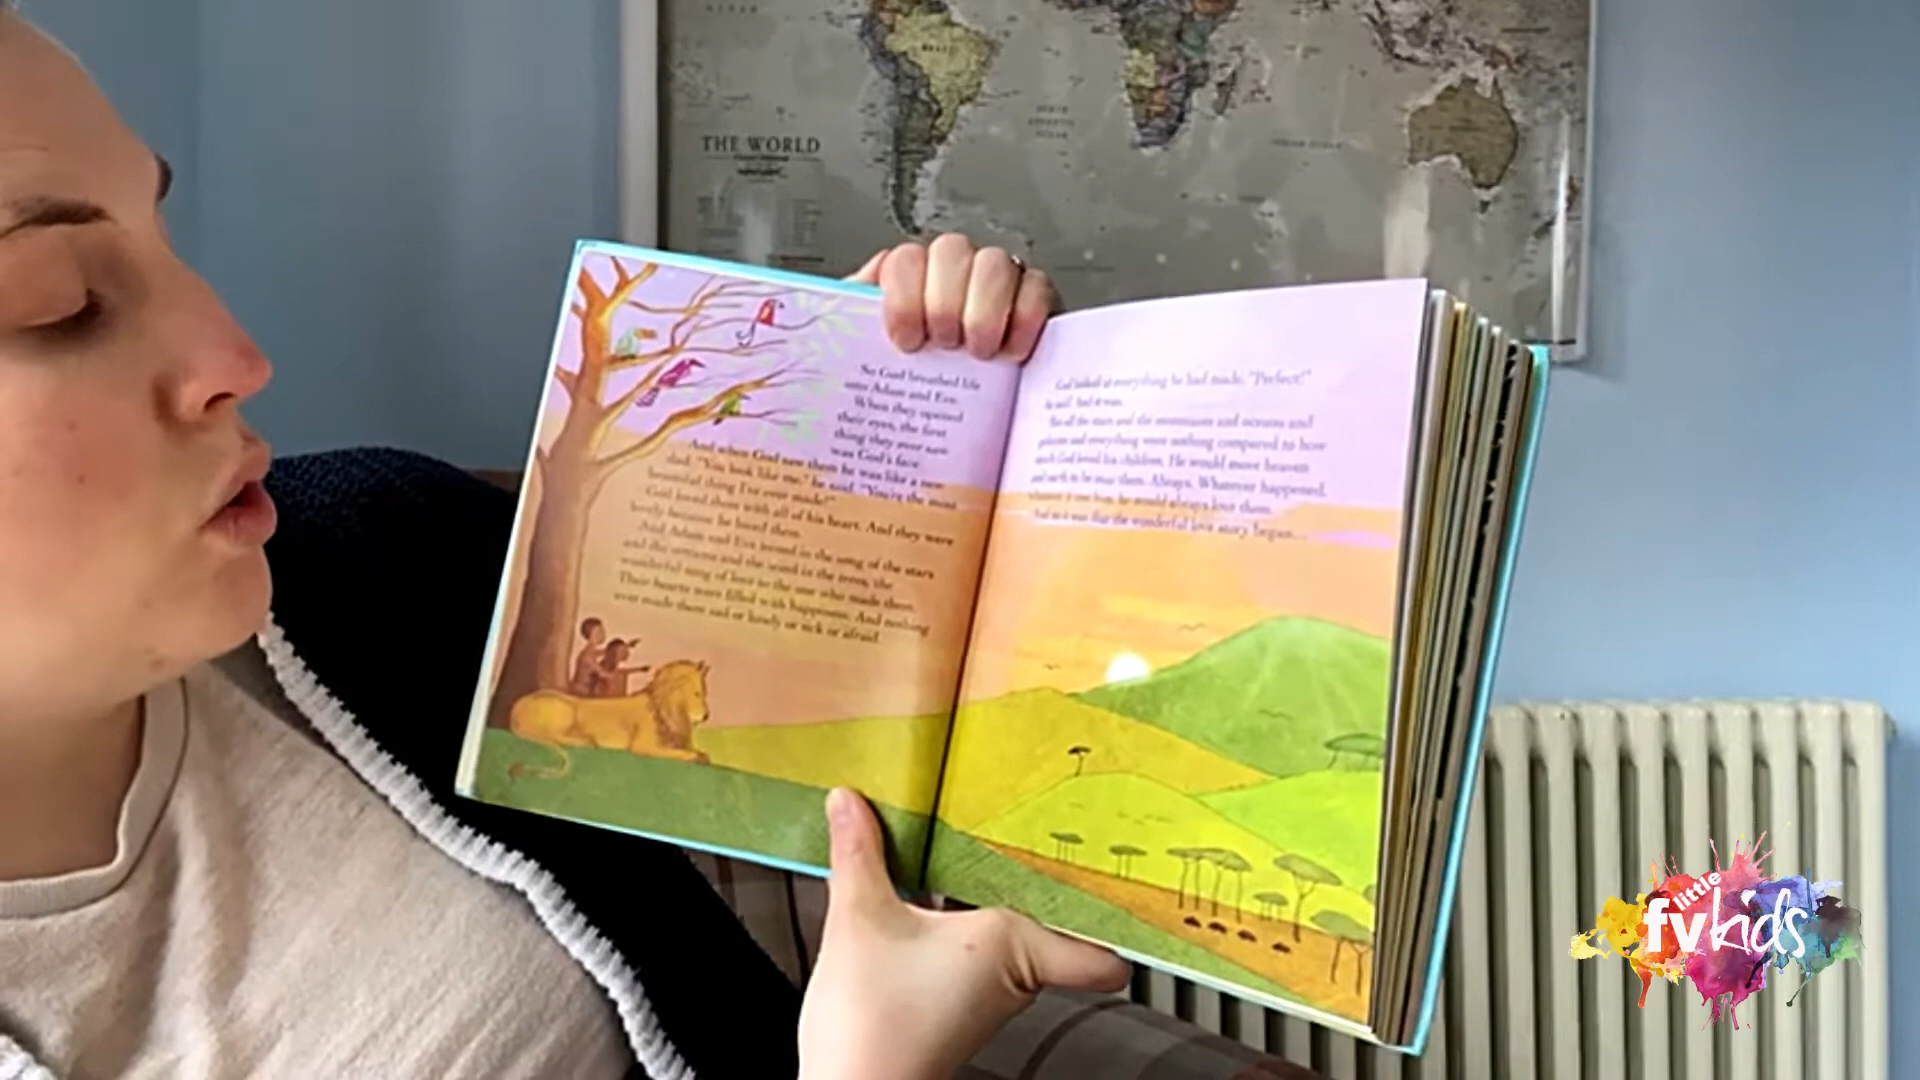 BRAZIL
THE WORLD
So God breathed life
into Adam and Eve.
When they opened
their eyes, the first
thing they ever saw
was God's face.
And when God saw them he was like a new
dad. "You look like me," he said. "You're the most
beautiful thing I've ever made!"
God loved them with all of his heart. And they were
lovely because he loved them.
And Adam and Eve joined in the song of the stars
and the streams and the wind in the trees, the
wonderful song of love to the one who made them.
Their hearts were filled with happiness. And nothing
ever made them sad or lonely or sick or afraid.
God looked at everything he had made. "Perfect!"
he said. And it was.
But all the stars and the mountains and oceans and
galaxies and everything were nothing compared to how
much God loved his children. He would move heaven
and earth to be near them. Always. Whatever happened,
whatever it cost him, he would always love them.
And so it was that the wonderful love story began...
little
fvkids